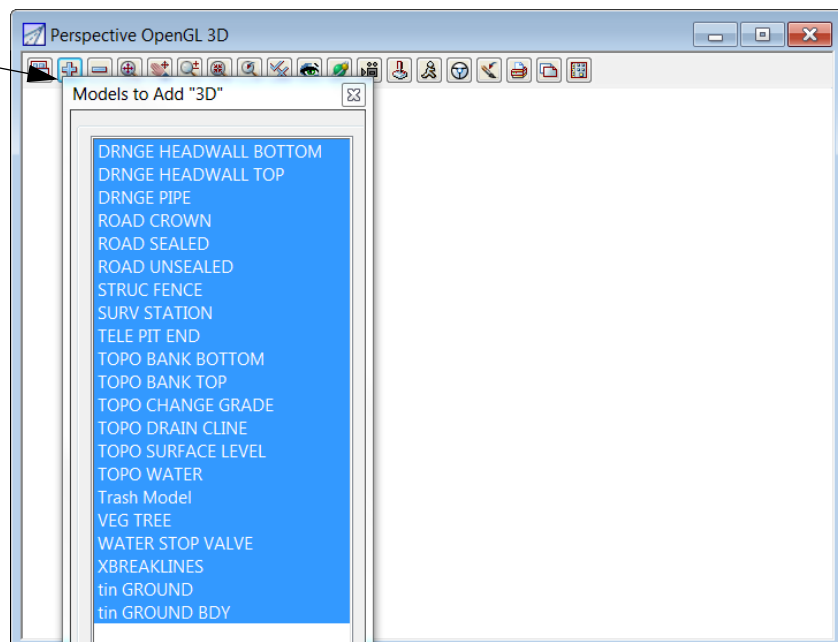 Perspective OpenGL 3D
Models to Add "3D"
DRNGE HEADWALL BOTTOM
DRNGE HEADWALL TOP
DRNGE PIPE
ROAD CROWN
ROAD SEALED
ROAD UNSEALED
STRUC FENCE
SURV STATION
TELE PIT END
TOPO BANK BOTTOM
TOPO BANK TOP
TOPO CHANGE GRADE
TOPO DRAIN CLINE
TOPO SURFACE LEVEL
TOPO WATER
Trash Model
VEG TREE
WATER STOP VALVE
XBREAKLINES
tin GROUND
tin GROUND BDY